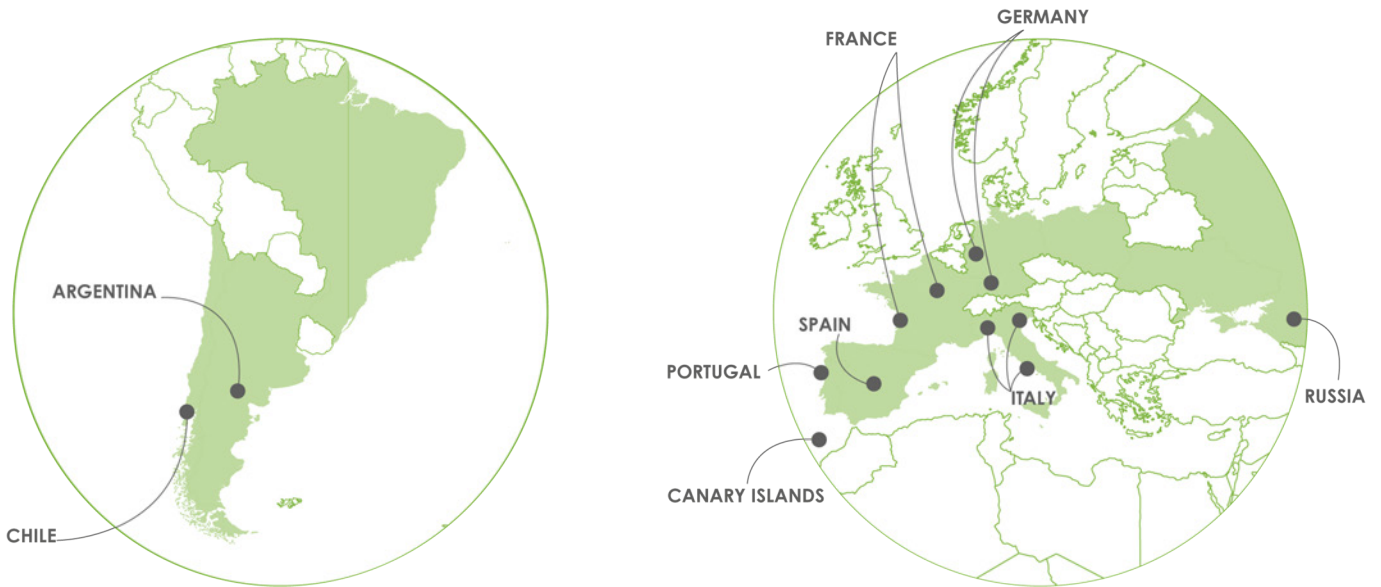 GERMANY
FRANCE
ARGENTINA
SPAIN
PORTUGAL
ITALY
RUSSIA
CANARY ISLANDS
CHILE